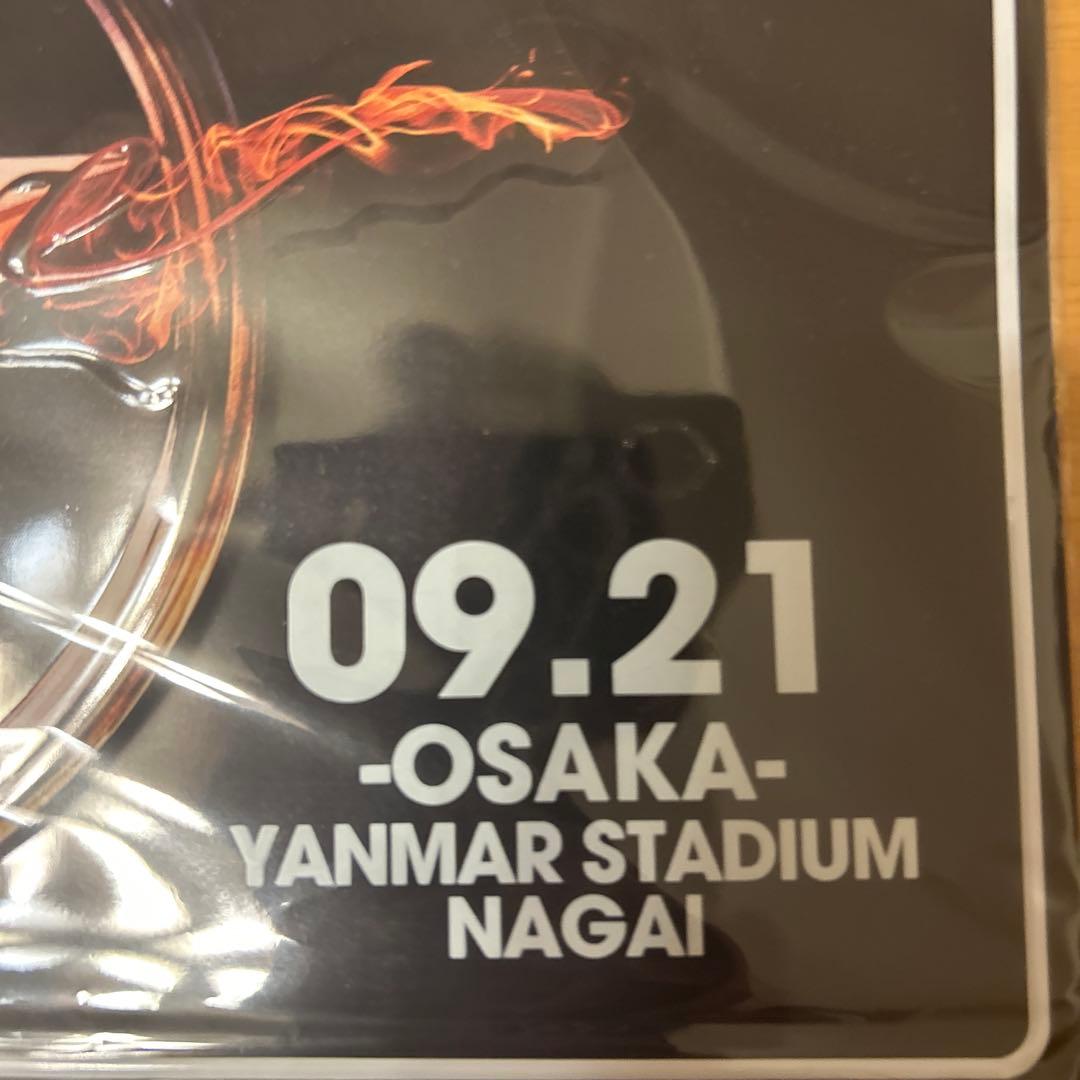 09.21
-OSAKA-
YANMAR STADIUM
NAGAI